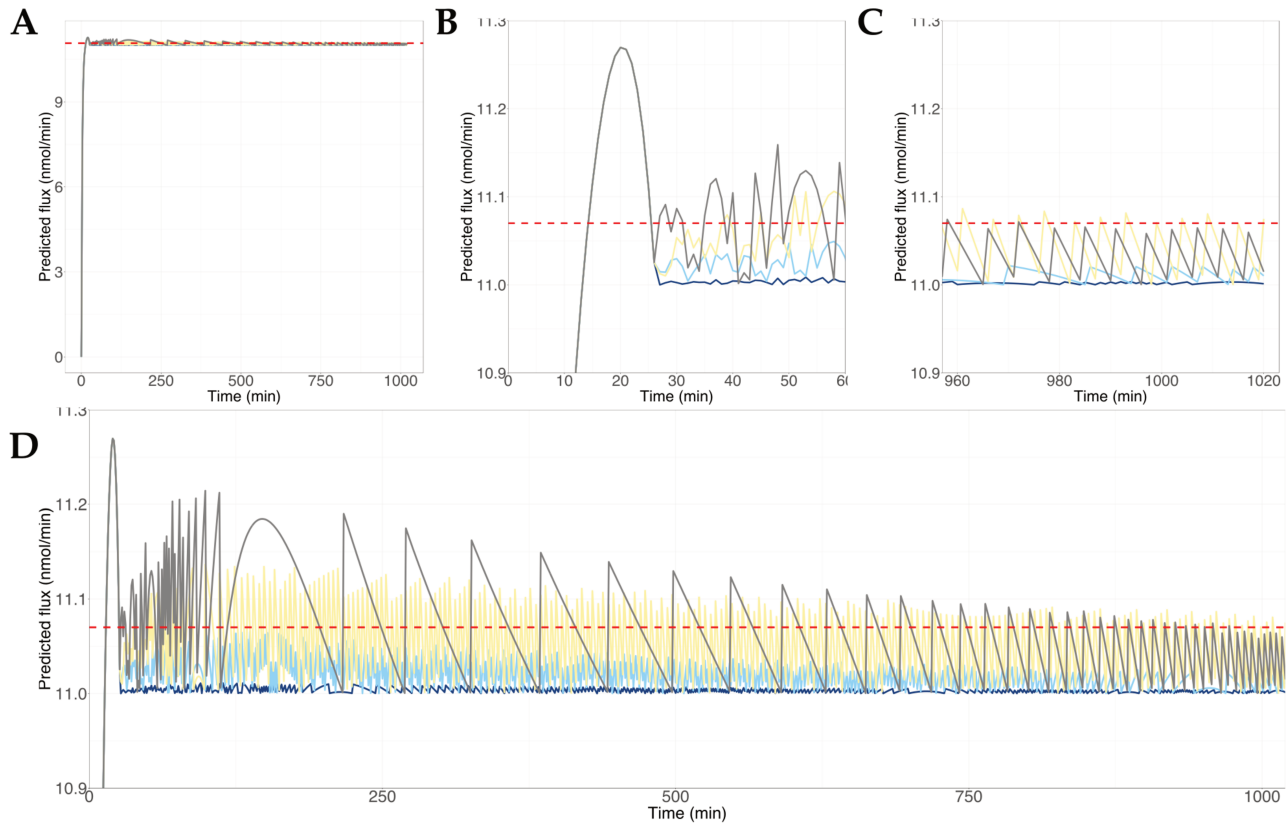 A
Predicted flux (nmol/min)
9
6
3
0
0 250 500 750 1000
Time (min)
B
Predicted flux (nmol/min)
11.3
11.2
11.1
11.0
10.9
0 10 20 30 40 50 60
Time (min)
C
Predicted flux (nmol/min)
11.3
11.2
11.1
11.0
10.9
960 980 1000 1020
Time (min)
D
Predicted flux (nmol/min)
11.3
11.2
11.1
11.0
10.9
0 250 500 750 1000
Time (min)